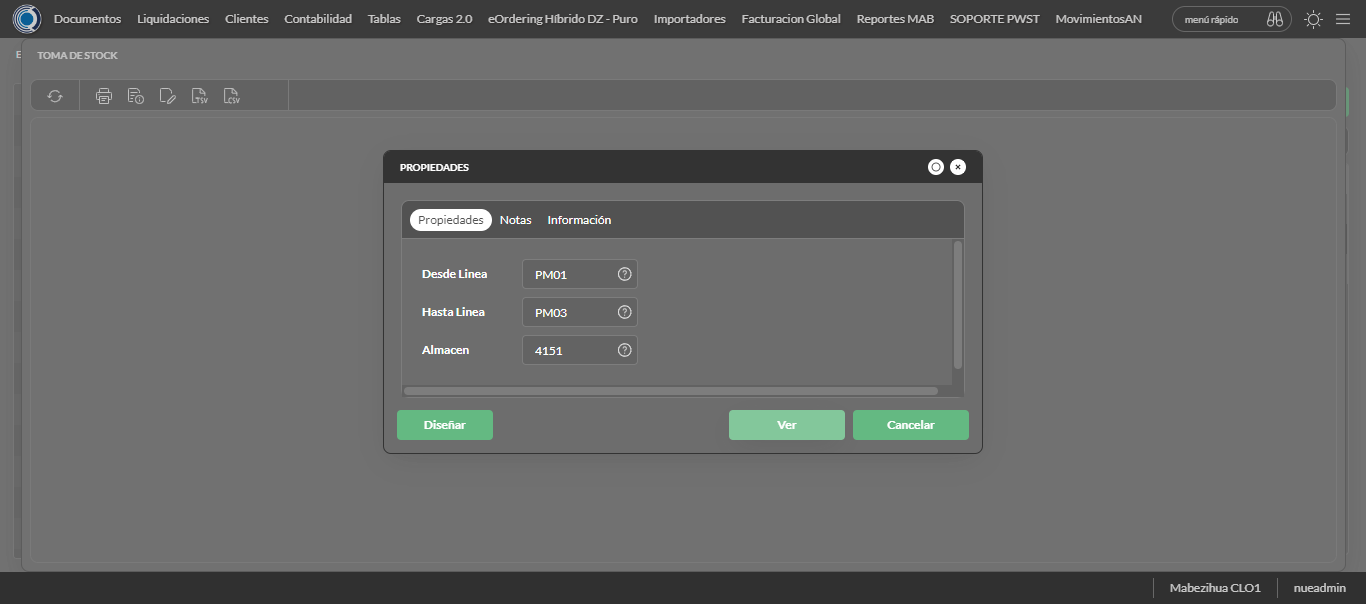 Documentos Liquidaciones Clientes Contabilidad Tablas Cargas 2.0 eOrdering Híbrido DZ - Puro Importadores Facturacion Global Reportes MAB SOPORTE PWST MovimientosAN menú rápido
E TOMA DE STOCK
TSV CSV
PROPIEDADES
Propiedades Notas Información
Desde Linea PM01
Hasta Linea PM03
Almacen 4151
Diseñar Ver Cancelar
Mabezihua CLO1 nueadmin